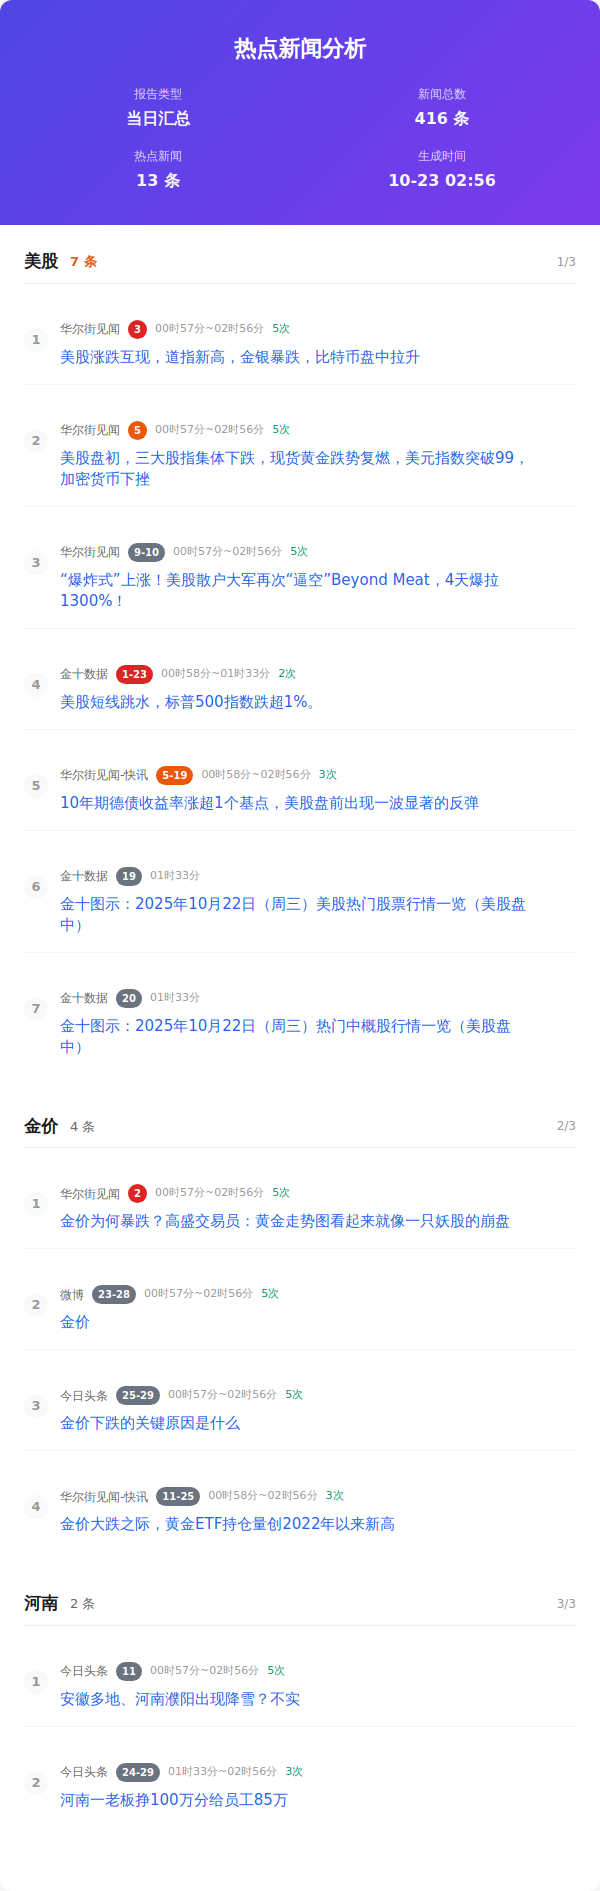 热点新闻分析
报告类型
当日汇总
新闻总数
416 条
热点新闻
13 条
生成时间
10-23 02:56
美股 7 条 1/3
1
华尔街见闻 3 00时57分~02时56分 5次
美股涨跌互现，道指新高，金银暴跌，比特币盘中拉升
2
华尔街见闻 5 00时57分~02时56分 5次
美股盘初，三大股指集体下跌，现货黄金跌势复燃，美元指数突破99，
加密货币下挫
3
华尔街见闻 9-10 00时57分~02时56分 5次
“爆炸式”上涨！美股散户大军再次“逼空”Beyond Meat，4天爆拉
1300%！
4
金十数据 1-23 00时58分~01时33分 2次
美股短线跳水，标普500指数跌超1%。
5
华尔街见闻-快讯 5-19 00时58分~02时56分 3次
10年期德债收益率涨超1个基点，美股盘前出现一波显著的反弹
6
金十数据 19 01时33分
金十图示：2025年10月22日（周三）美股热门股票行情一览（美股盘
中）
7
金十数据 20 01时33分
金十图示：2025年10月22日（周三）热门中概股行情一览（美股盘
中）
金价 4 条 2/3
1
华尔街见闻 2 00时57分~02时56分 5次
金价为何暴跌？高盛交易员：黄金走势图看起来就像一只妖股的崩盘
2
微博 23-28 00时57分~02时56分 5次
金价
3
今日头条 25-29 00时57分~02时56分 5次
金价下跌的关键原因是什么
4
华尔街见闻-快讯 11-25 00时58分~02时56分 3次
金价大跌之际，黄金ETF持仓量创2022年以来新高
河南 2 条 3/3
1
今日头条 11 00时57分~02时56分 5次
安徽多地、河南濮阳出现降雪？不实
2
今日头条 24-29 01时33分~02时56分 3次
河南一老板挣100万分给员工85万